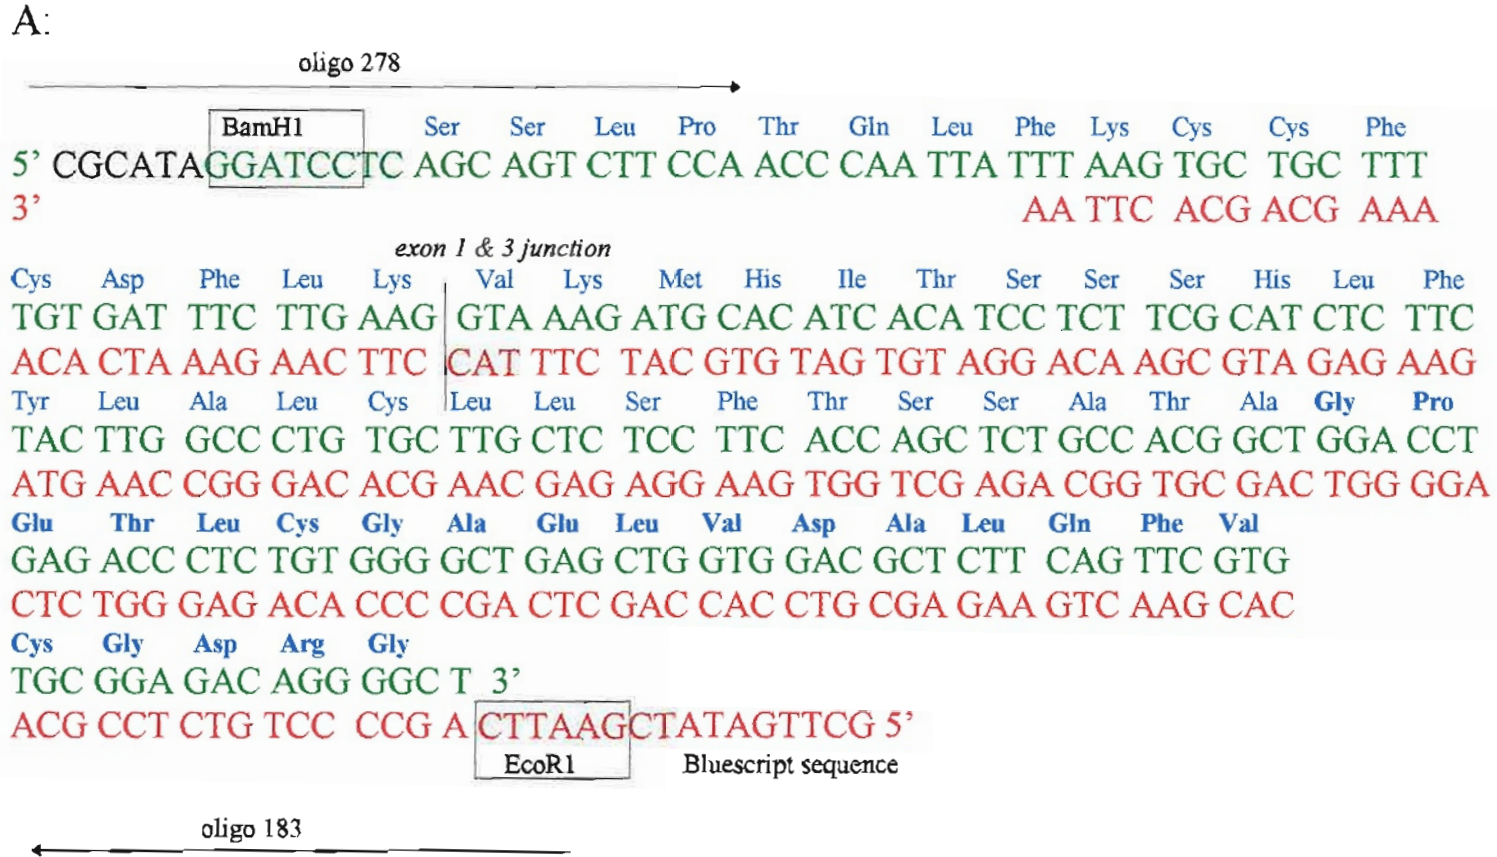 A:
oligo 278
BamH1 Ser Ser Leu Pro Thr Gln Leu Phe Lys Cys Cys Phe
5’ CGCATAGGATCCTC AGC AGT CTT CCA ACC CAA TTA TTT AAG TGC TGC TTT
3’ AA TTC ACG ACG AAA
exon 1 & 3 junction
Cys Asp Phe Leu Lys Val Lys Met His Ile Thr Ser Ser Ser His Leu Phe
TGT GAT TTC TTG AAG GTA AAG ATG CAC ATC ACA TCC TCT TCG CAT CTC TTC
ACA CTA AAG AAC TTC CAT TTC TAC GTG TAG TGT AGG ACA AGC GTA GAG AAG
Tyr Leu Ala Leu Cys Leu Leu Ser Phe Thr Ser Ser Ala Thr Ala Gly Pro
TAC TTG GCC CTG TGC TTG CTC TCC TTC ACC AGC TCT GCC ACG GCT GGA CCT
ATG AAC CGG GAC ACG AAC GAG AGG AAG TGG TCG AGA CGG TGC GAC TGG GGA
Glu Thr Leu Cys Gly Ala Glu Leu Val Asp Ala Leu Gln Phe Val
GAG ACC CTC TGT GGG GCT GAG CTG GTG GAC GCT CTT CAG TTC GTG
CTC TGG GAG ACA CCC CGA CTC GAC CAC CTG CGA GAA GTC AAG CAC
Cys Gly Asp Arg Gly
TGC GGA GAC AGG GGC T 3’
ACG CCT CTG TCC CCG A CTTAAGCTATAGTTCG 5’
EcoR1 Bluescript sequence
oligo 183